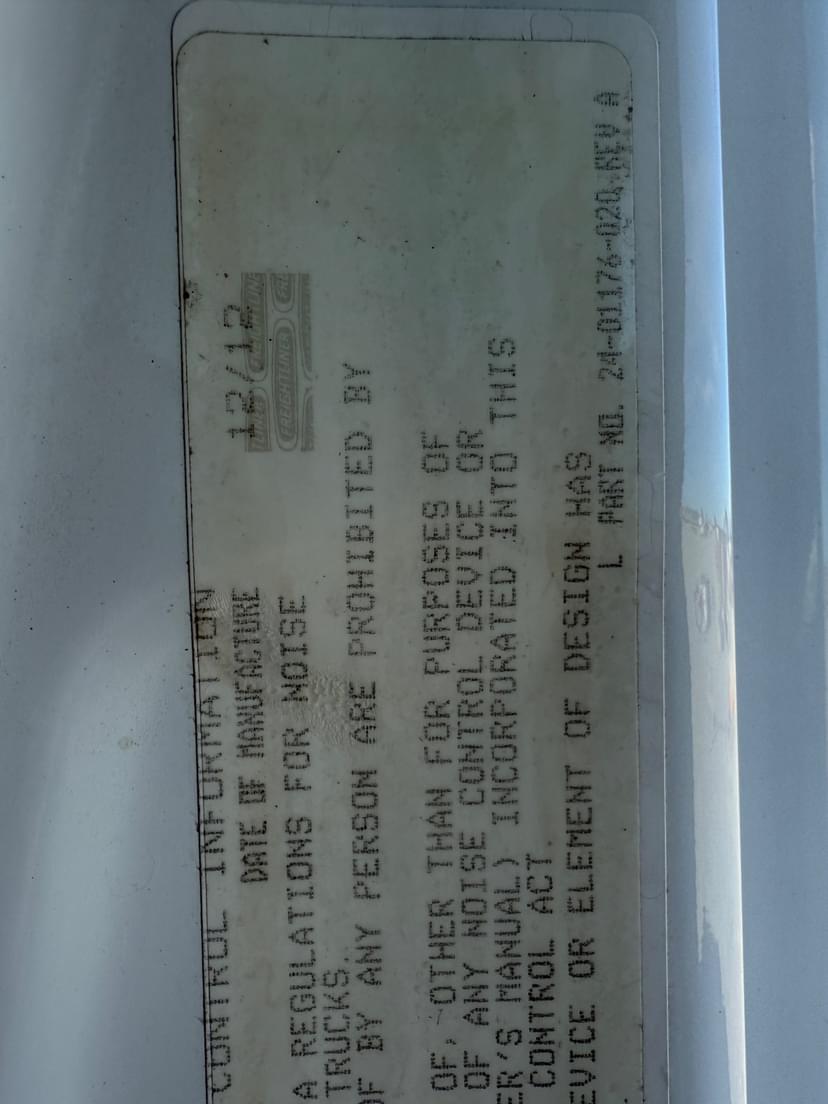 CONTROL INFORMATION
DATE OF MANUFACTURE 12/12
FREIGHTLINER
A REGULATIONS FOR NOISE
TRUCKS.
OF BY ANY PERSON ARE PROHIBITED BY
OF, OTHER THAN FOR PURPOSES OF
OF ANY NOISE CONTROL DEVICE OR
ER'S MANUAL) INCORPORATED INTO THIS
CONTROL ACT.
EVICE OR ELEMENT OF DESIGN HAS
L PART NO. 24-01176-020 REV A